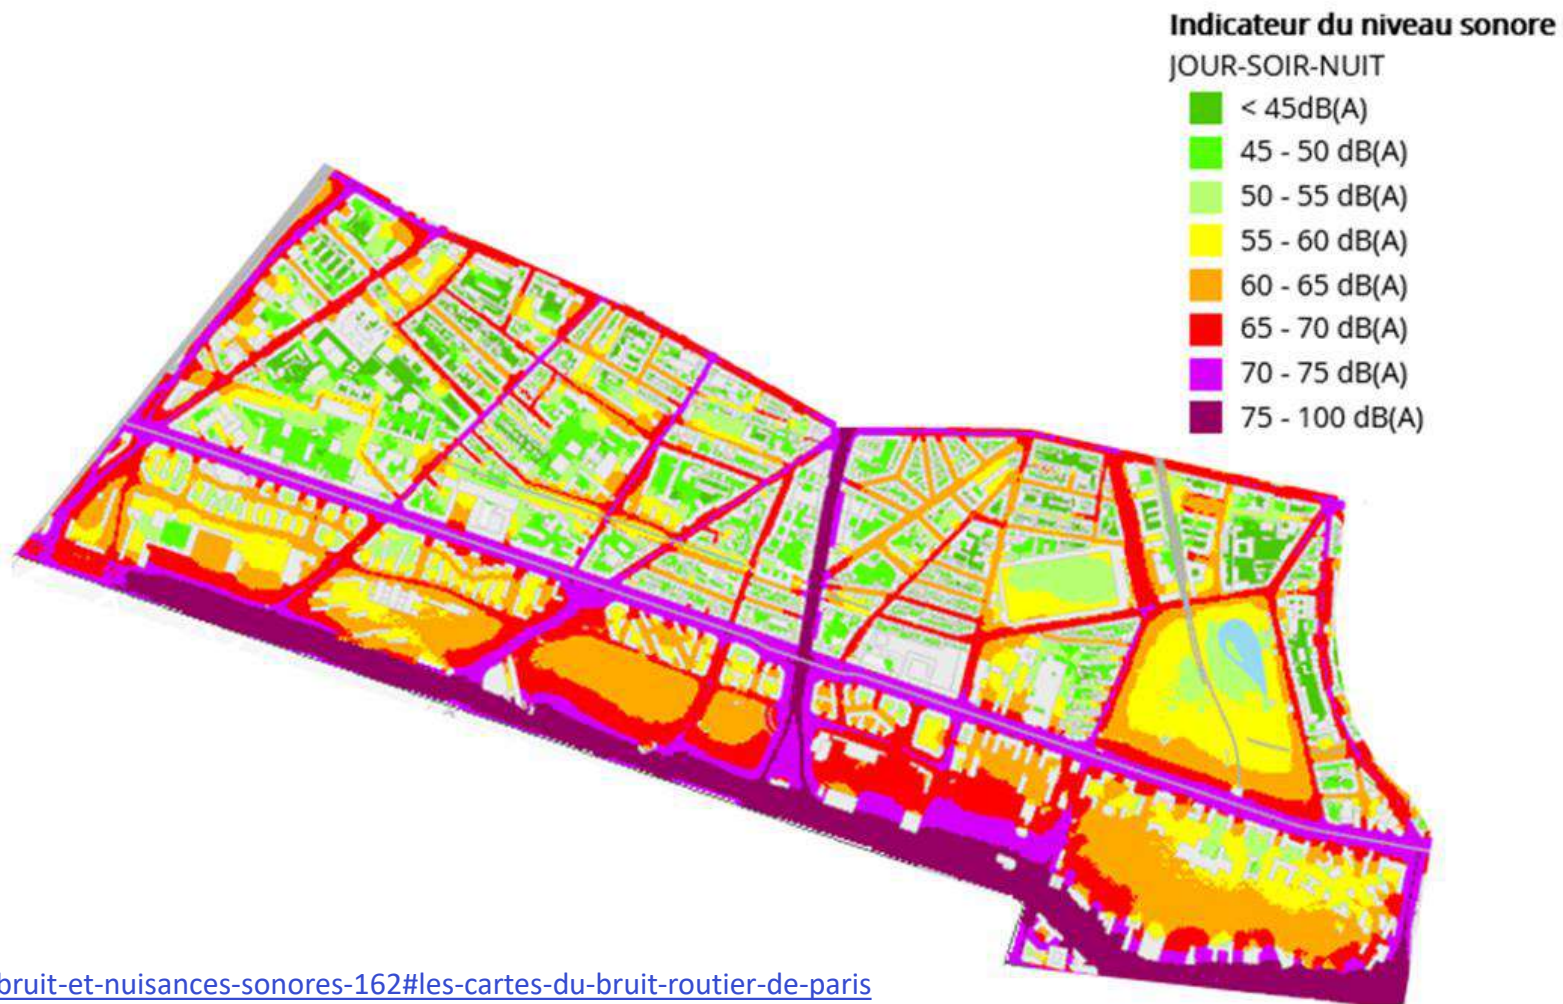 Indicateur du niveau sonore
JOUR-SOIR-NUIT
< 45dB(A)
45 - 50 dB(A)
50 - 55 dB(A)
55 - 60 dB(A)
60 - 65 dB(A)
65 - 70 dB(A)
70 - 75 dB(A)
75 - 100 dB(A)
bruit-et-nuisances-sonores-162#les-cartes-du-bruit-routier-de-paris